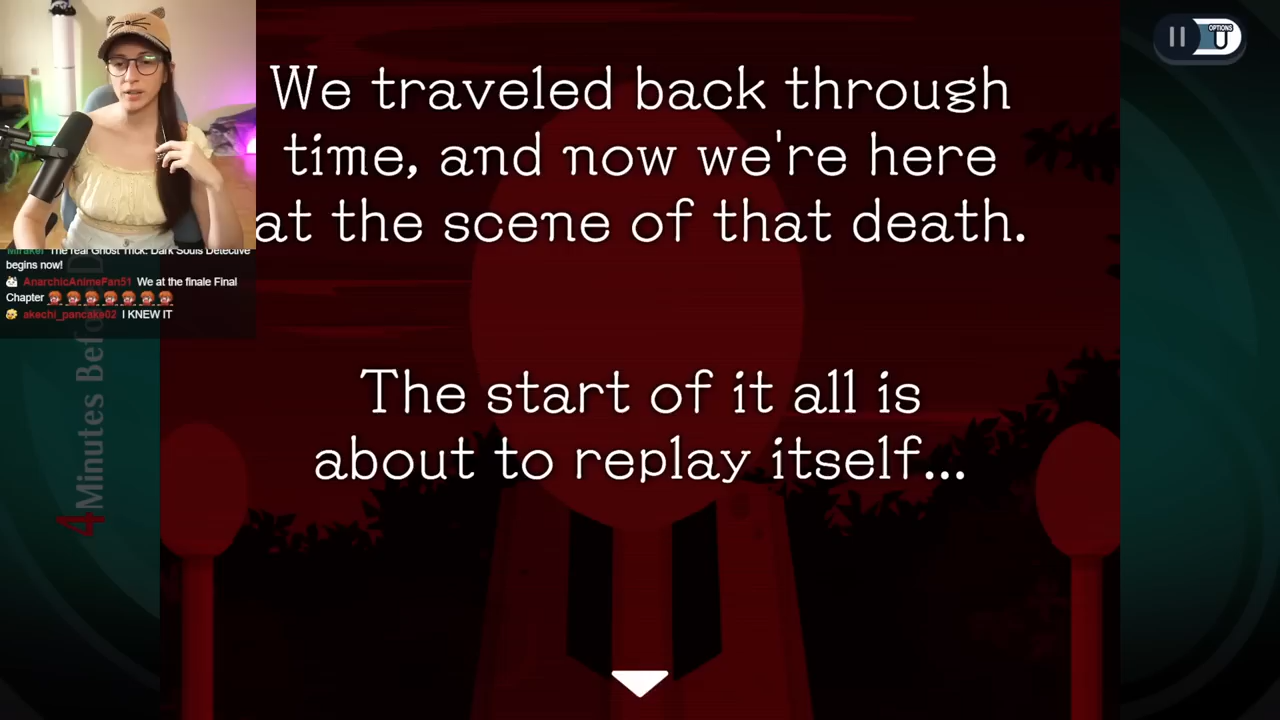 We traveled back through
time, and now we're here
at the scene of that death.
The start of it all is
about to replay itself...
OPTIONS
The real Ghost Trick: Dark Souls Detective
begins now!
AnarchicAnimeFan51 We at the finale Final
Chapter
akechi_pancake02 I KNEW IT
4 Minutes Before D